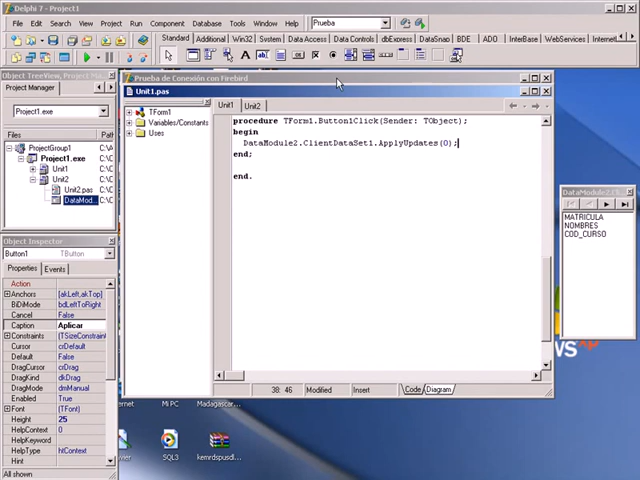 Delphi 7 - Project1
File Edit Search View Project Run Component Database Tools Window Help
Prueba
Standard Additional Win32 System Data Access Data Controls dbExpress DataSnap BDE ADO InterBase WebServices
Object TreeView, Project Manager
Project Manager
Project1.exe
Files
ProjectGroup1
Project1.exe
Unit1
Unit2
Unit2.pas
DataMod
Prueba de Conexión con Firebird
Unit1.pas
TForm1
Variables/Constants
Uses
Unit1 Unit2
procedure TForm1.Button1Click(Sender: TObject);
begin
DataModule2.ClientDataSet1.ApplyUpdates(0);
end;
end.
38: 46 Modified Insert Code Diagram
MATRICULA
NOMBRES
COD_CURSO
Object Inspector
Button1 TButton
Properties Events
Action
Anchors [akLeft,akTop]
BiDiMode bdLeftToRight
Cancel False
Caption Aplicar
Constraints (TSizeConstrain
Cursor crDefault
Default False
DragCursor crDrag
DragKind dkDrag
DragMode dmManual
Enabled True
Font (TFont)
Height 25
HelpContext 0
HelpKeyword
HelpType htContext
Hint
All shown
Mi PC
Madagascar...
SQL3
kemrdspusdl...